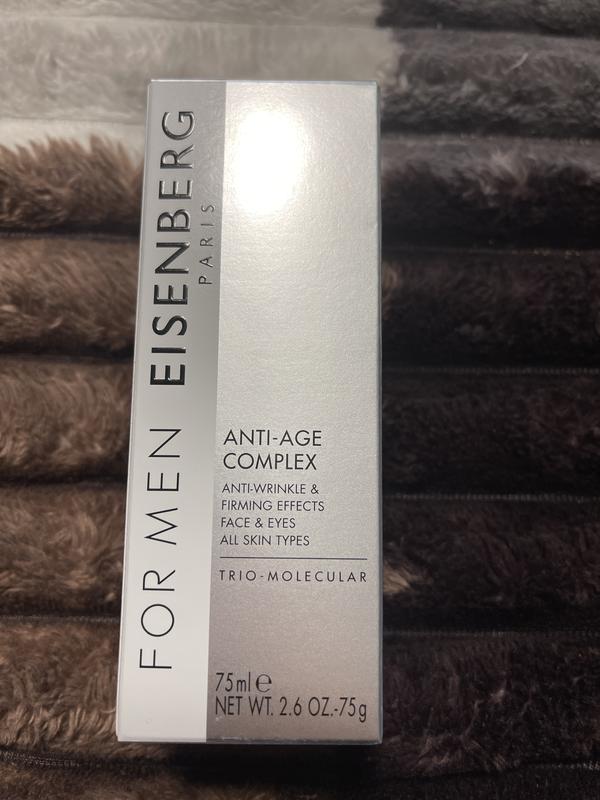 FOR MEN EISENBERG
PARIS
ANTI-AGE
COMPLEX
ANTI-WRINKLE &
FIRMING EFFECTS
FACE & EYES
ALL SKIN TYPES
TRIO-MOLECULAR
75ml ℮
NET WT. 2.6 OZ.-75g